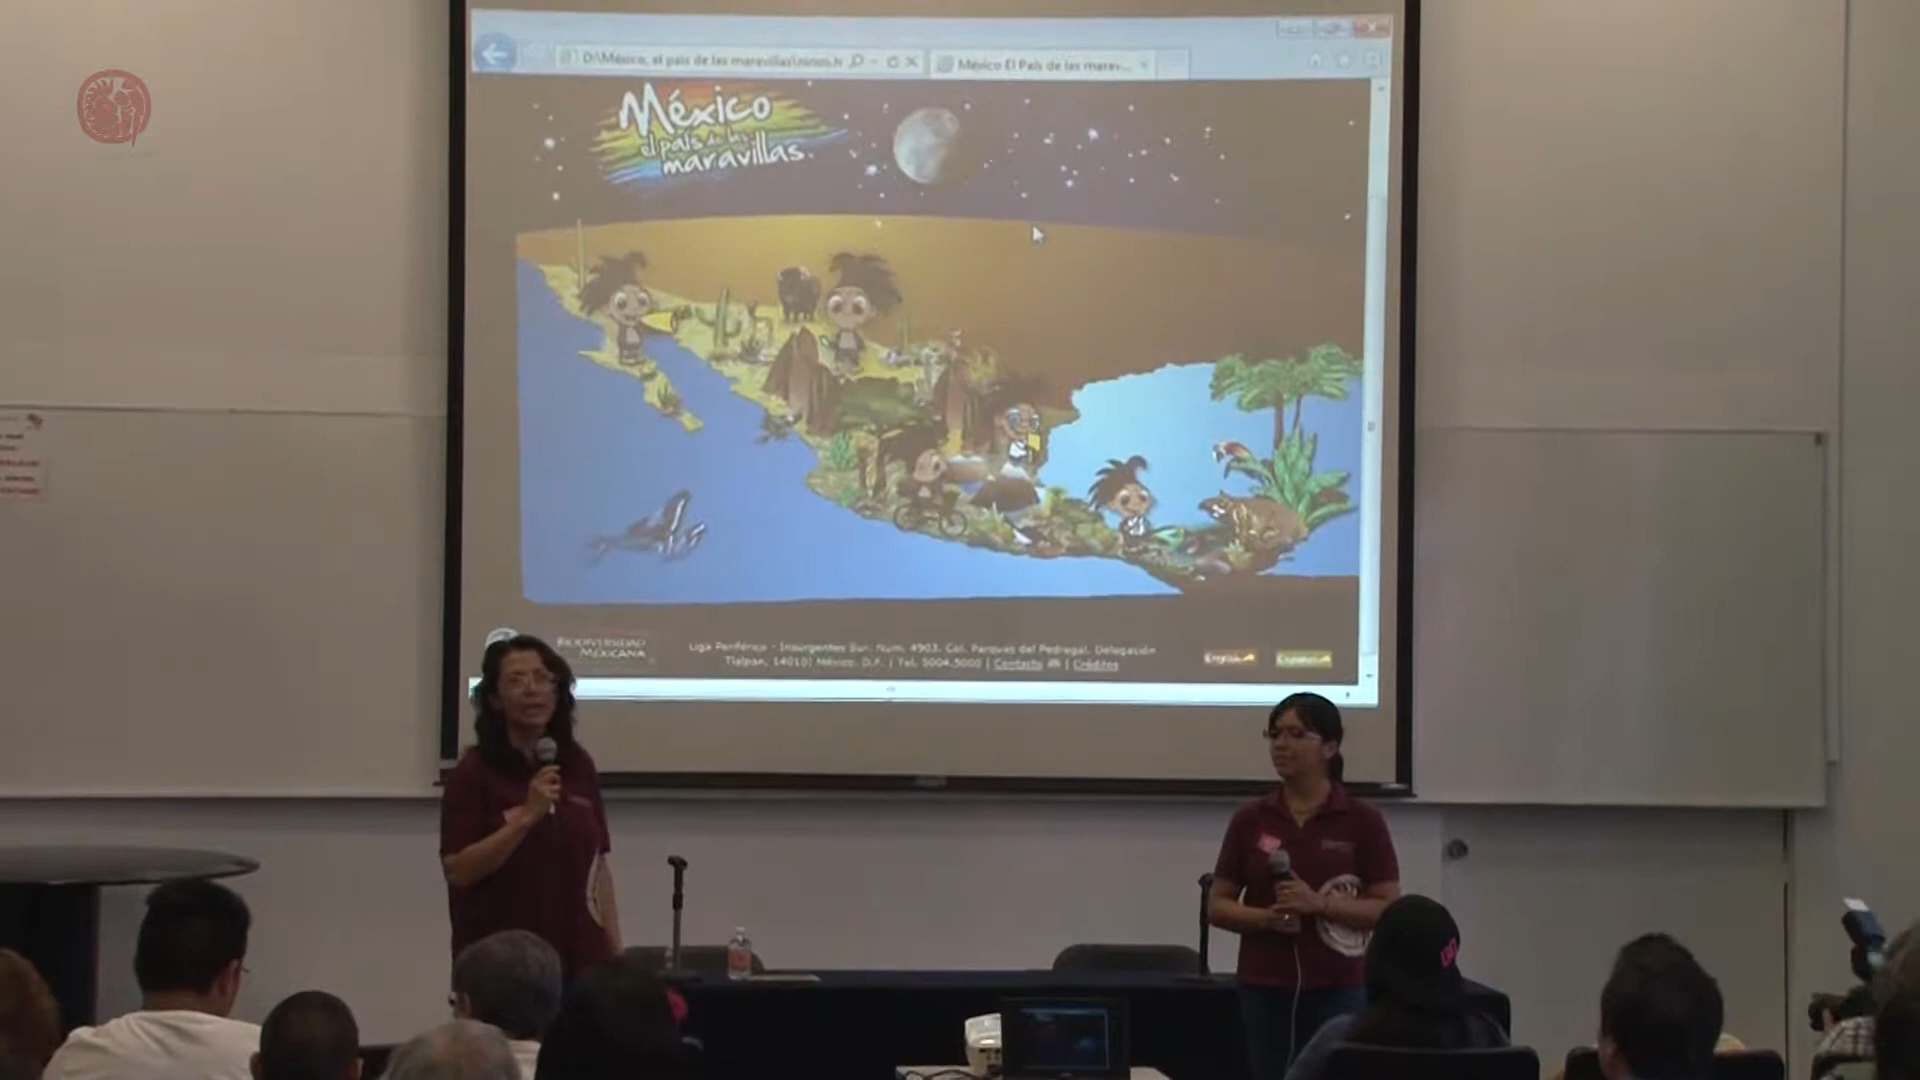 D:\México, el país de las maravillas\ninos.h
México El País de las marav...
México
el país de las
maravillas.
BIODIVERSIDAD
MEXICANA
Liga Periférico - Insurgentes Sur, Núm. 4903, Col. Parques del Pedregal, Delegación
Tlalpan, 14010| México, D.F. | Tel. 5004.5000 | Contacto | Créditos
English
Español